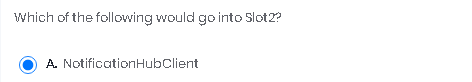 Which of the following would go into Slot2?
A. NotificationHubClient